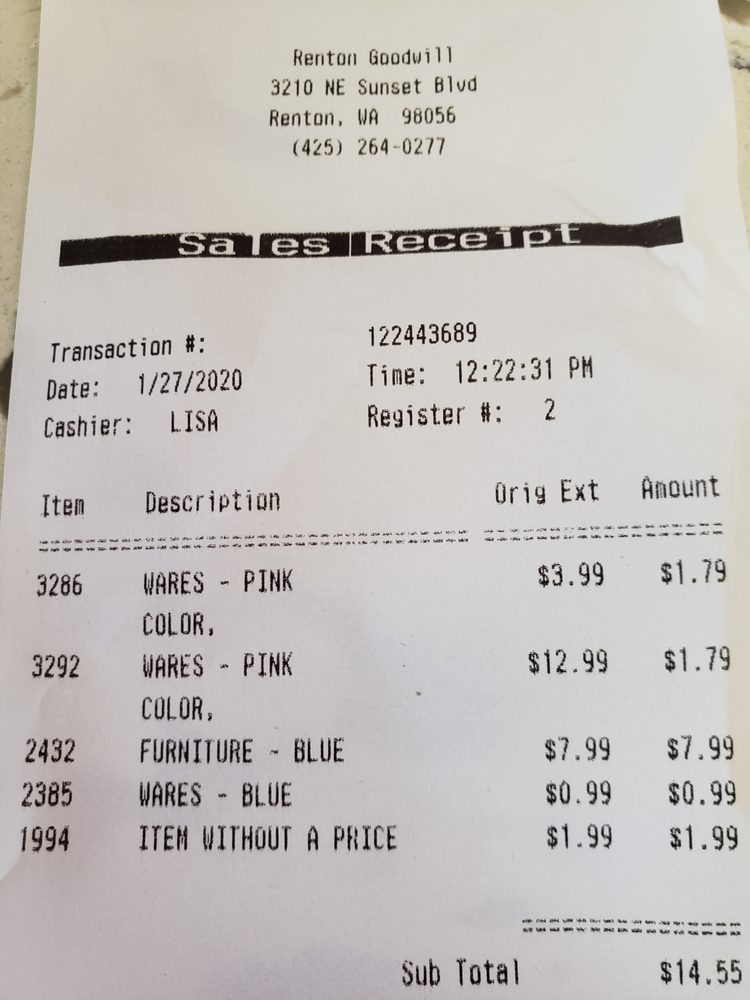 Renton Goodwill
3210 NE Sunset Blvd
Renton, WA 98056
(425) 264-0277
Sales Receipt
Transaction #: 122443689
Date: 1/27/2020 Time: 12:22:31 PM
Cashier: LISA Register #: 2
Item Description Orig Ext Amount
3286 WARES - PINK $3.99 $1.79
COLOR,
3292 WARES - PINK $12.99 $1.79
COLOR,
2432 FURNITURE - BLUE $7.99 $7.99
2385 WARES - BLUE $0.99 $0.99
1994 ITEM WITHOUT A PRICE $1.99 $1.99
Sub Total $14.55